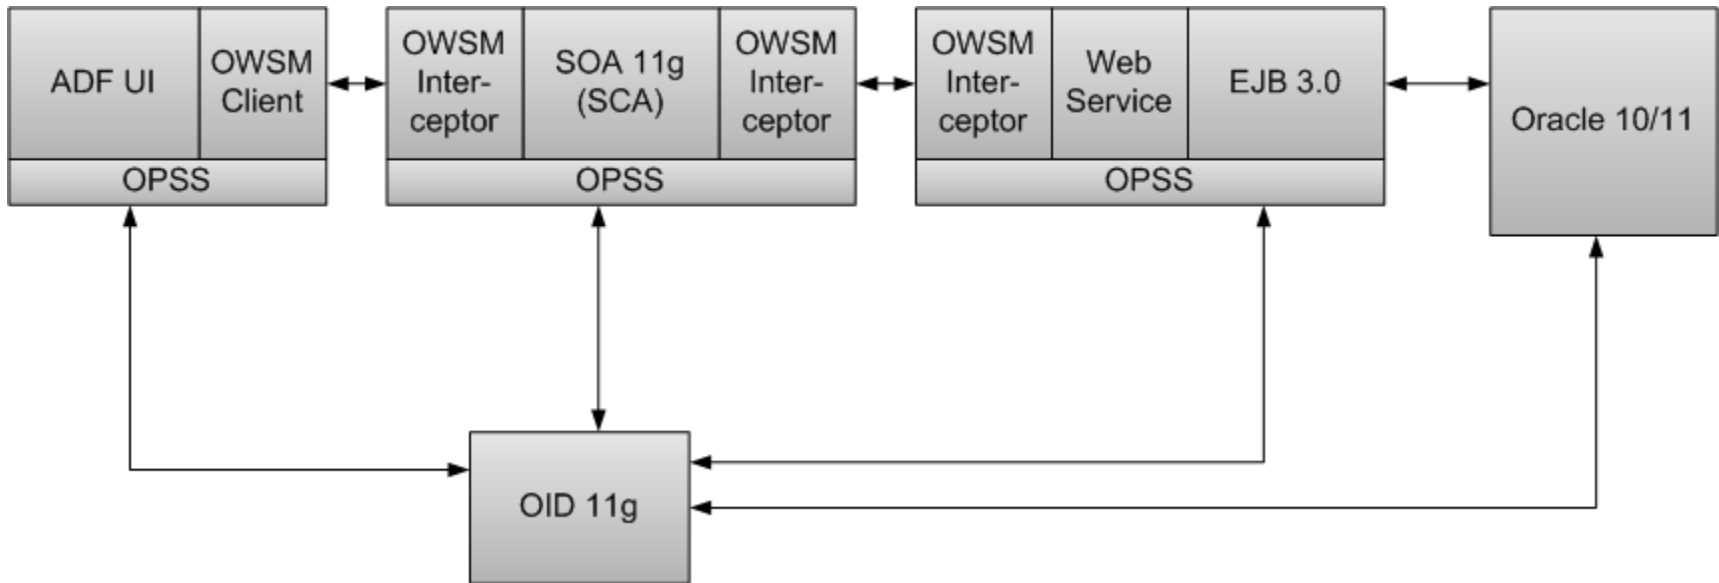 ADF UI
OWSM
Client
OPSS
OWSM
Inter-
ceptor
SOA 11g
(SCA)
OWSM
Inter-
ceptor
OPSS
OWSM
Inter-
ceptor
Web
Service
EJB 3.0
OPSS
Oracle 10/11
OID 11g